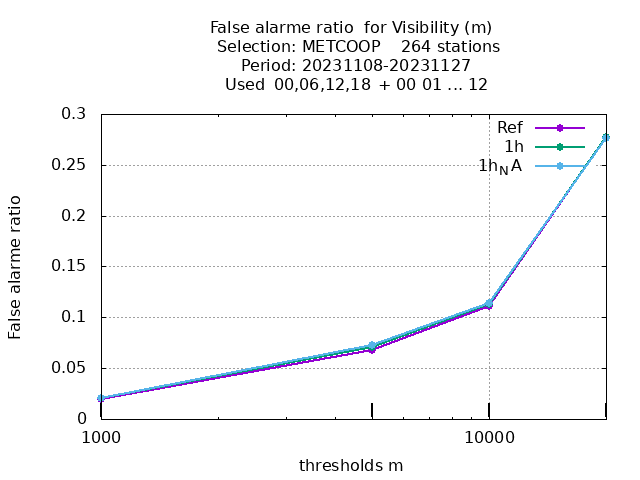 False alarme ratio  for Visibility (m)
Selection: METCOOP    264 stations
Period: 20231108-20231127
Used  00,06,12,18  + 00 01 ... 12
0.3
0.25
0.2
0.15
0.1
0.05
0
False alarme ratio
Ref
1h
1h_NA
1000
10000
thresholds m